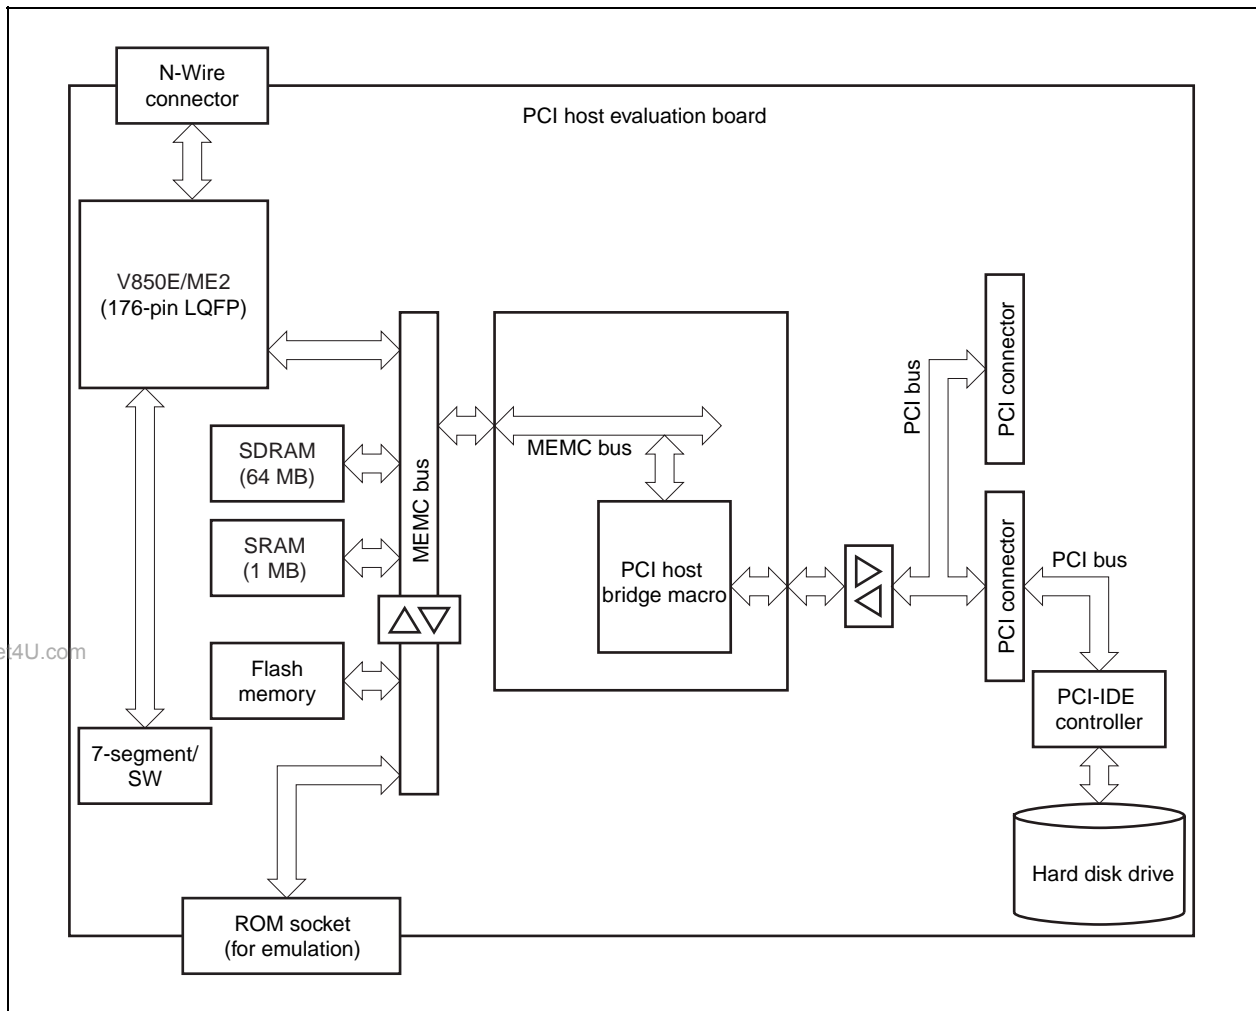 N-Wire
connector
PCI host evaluation board
V850E/ME2
(176-pin LQFP)
SDRAM
(64 MB)
SRAM
(1 MB)
MEMC bus
MEMC bus
PCI host
bridge macro
PCI bus
PCI connector
PCI connector
PCI bus
et4U.com
Flash
memory
PCI-IDE
controller
7-segment/
SW
Hard disk drive
ROM socket
(for emulation)